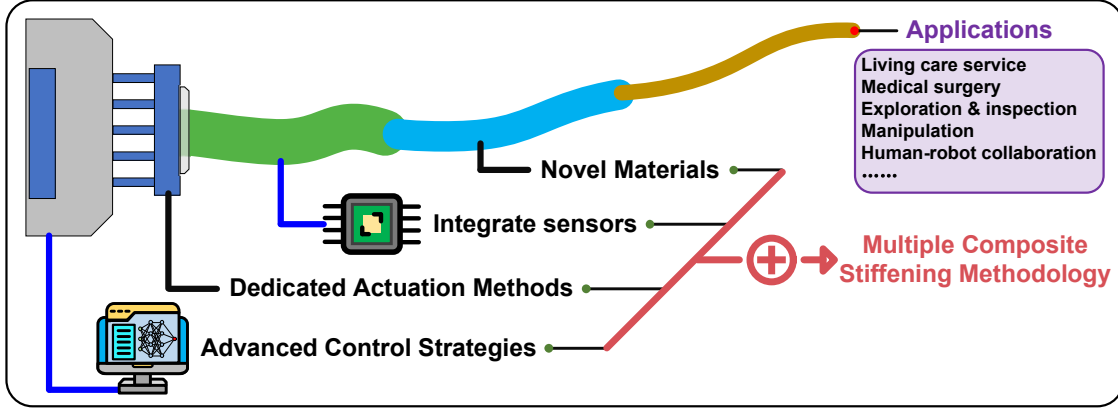 Applications
Living care service
Medical surgery
Exploration & inspection
Manipulation
Human-robot collaboration
......
Novel Materials
Integrate sensors
Dedicated Actuation Methods
Advanced Control Strategies
Multiple Composite
Stiffening Methodology